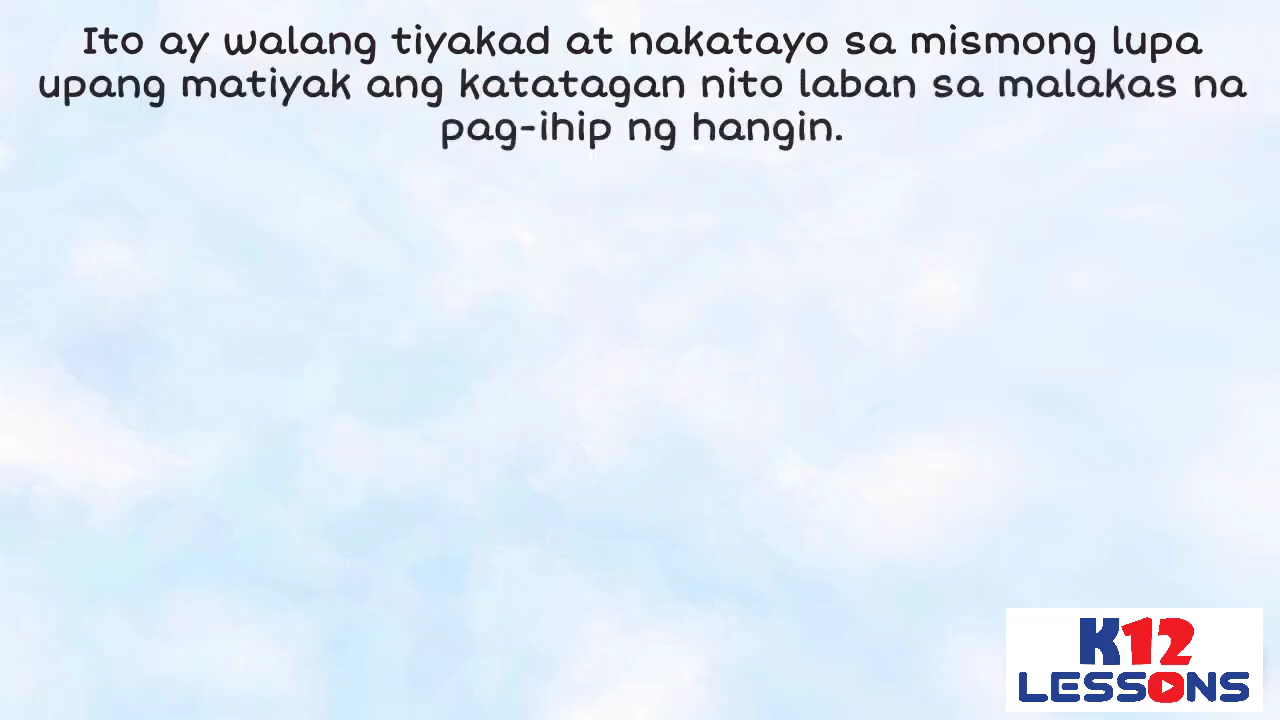 Ito ay walang tiyakad at nakatayo sa mismong lupa
upang matiyak ang katatagan nito laban sa malakas na
pag-ihip ng hangin.
K12
LESSONS